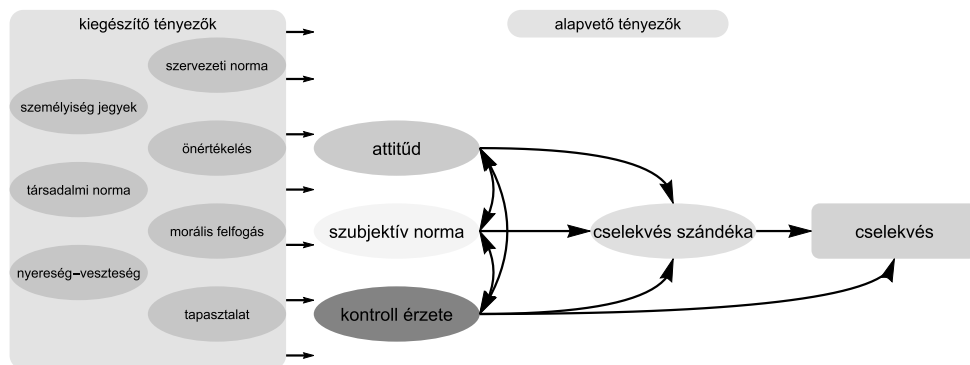 kiegészítő tényezők
alapvető tényezők
szervezeti norma
személyiség jegyek
önértékelés
attitűd
társadalmi norma
morális felfogás
szubjektív norma
cselekvés szándéka
cselekvés
nyereség–veszteség
tapasztalat
kontroll érzete